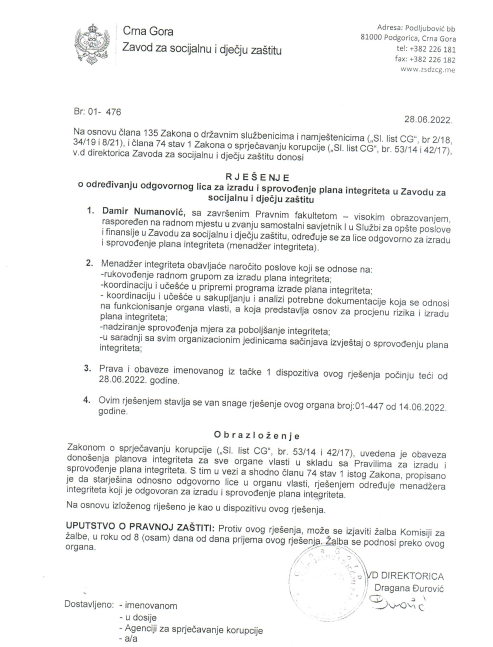 Crna Gora
Zavod za socijalnu i dječju zaštitu
Adresa: Podljubović bb
81000 Podgorica, Crna Gora
tel: +382 226 181
fax: +382 226 182
www.zsdzcg.me
Br: 01- 476
28.06.2022.
Na osnovu člana 135 Zakona o državnim službenicima i namještenicima („Sl. list CG“, br 2/18,
34/19 i 8/21), i člana 74 stav 1 Zakona o sprječavanju korupcije („Sl. list CG“, br. 53/14 i 42/17),
v.d direktorica Zavoda za socijalnu i dječju zaštitu donosi
R J E Š E N J E
o određivanju odgovornog lica za izradu i sprovođenje plana integriteta u Zavodu za
socijalnu i dječju zaštitu
1. Damir Numanović, sa završenim Pravnim fakultetom – visokim obrazovanjem,
raspoređen na radnom mjestu u zvanju samostalni savjetnik I u Službi za opšte poslove
i finansije u Zavodu za socijalnu i dječju zaštitu, određuje se za lice odgovorno za izradu
i sprovođenje plana integriteta (menadžer integriteta).
2. Menadžer integriteta obavljaće naročito poslove koji se odnose na:
-rukovođenje radnom grupom za izradu plana integriteta;
-koordinaciju i učešće u pripremi programa izrade plana integriteta;
- koordinaciju i učešće u sakupljanju i analizi potrebne dokumentacije koja se odnosi
na funkcionisanje organa vlasti, a koja predstavlja osnov za procjenu rizika i izradu
plana integriteta;
-nadziranje sprovođenja mjera za poboljšanje integriteta;
-u saradnji sa svim organizacionim jedinicama sačinjava izvještaj o sprovođenju plana
integriteta;
3. Prava i obaveze imenovanog iz tačke 1 dispozitiva ovog rješenja počinju teći od
28.06.2022. godine.
4. Ovim rješenjem stavlja se van snage rješenje ovog organa broj:01-447 od 14.06.2022.
godine.
O b r a z l o ž e nj e
Zakonom o sprječavanju korupcije („Sl. list CG“, br. 53/14 i 42/17), uvedena je obaveza
donošenja planova integriteta za sve organe vlasti u skladu sa Pravilima za izradu i
sprovođenje plana integriteta. S tim u vezi a shodno članu 74 stav 1 istog Zakona, propisano
je da starješina odnosno odgovorno lice u organu vlasti, rješenjem određuje menadžera
integriteta koji je odgovoran za izradu i sprovođenje plana integriteta.
Na osnovu izloženog riješeno je kao u dispozitivu ovog rješenja.
UPUTSTVO O PRAVNOJ ZAŠTITI: Protiv ovog rješenja, može se izjaviti žalba Komisiji za
žalbe, u roku od 8 (osam) dana od dana prijema ovog rješenja. Žalba se podnosi preko ovog
organa.
VD DIREKTORICA
Dragana Đurović
Đurović
Dostavljeno: - imenovanom
- u dosije
- Agenciji za sprječavanje korupcije
- a/a